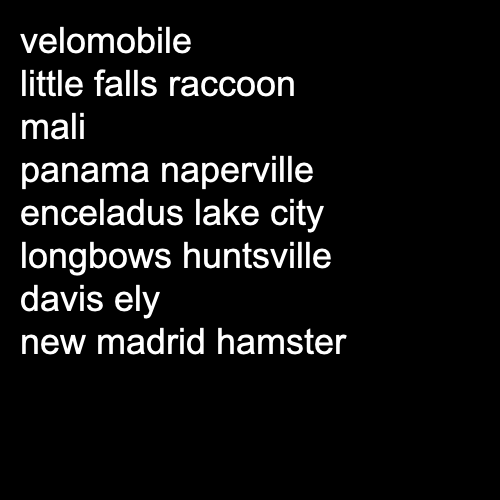 velomobile
little falls raccoon
mali
panama naperville
enceladus lake city
longbows huntsville
davis ely
new madrid hamster